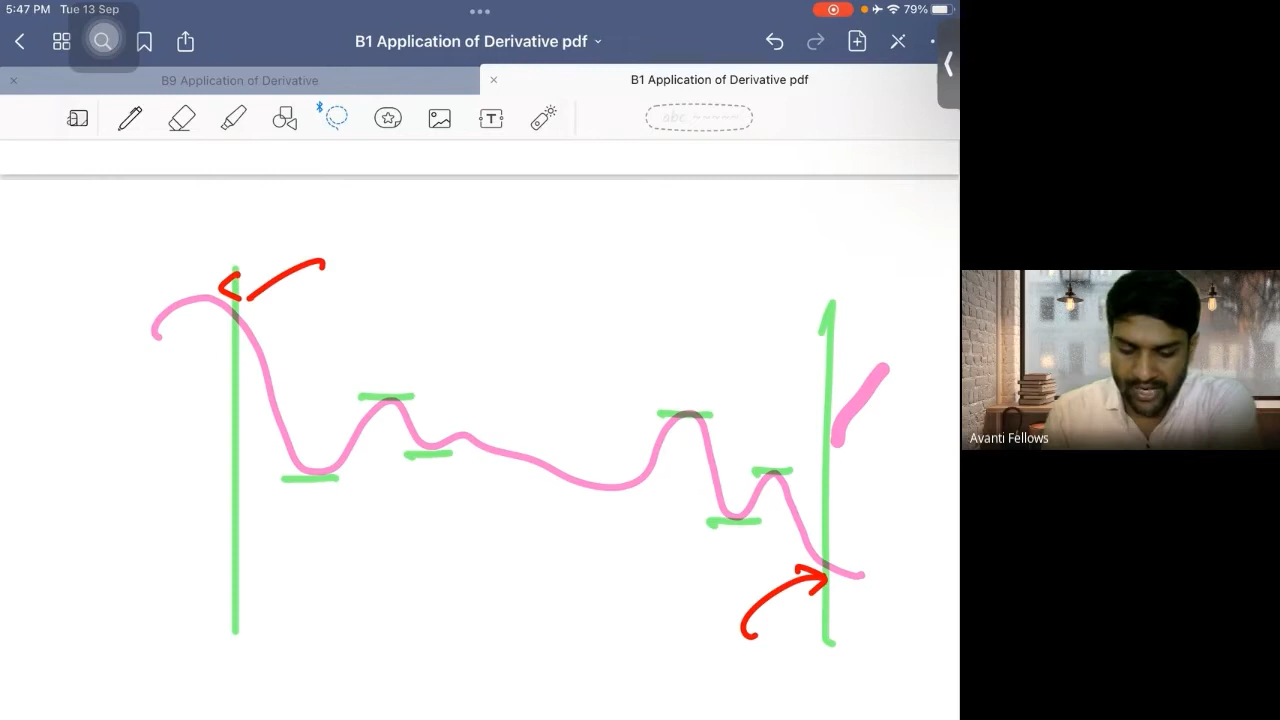 5:47 PM Tue 13 Sep
79%
B1 Application of Derivative pdf
B9 Application of Derivative
B1 Application of Derivative pdf
T
abc
Avanti Fellows